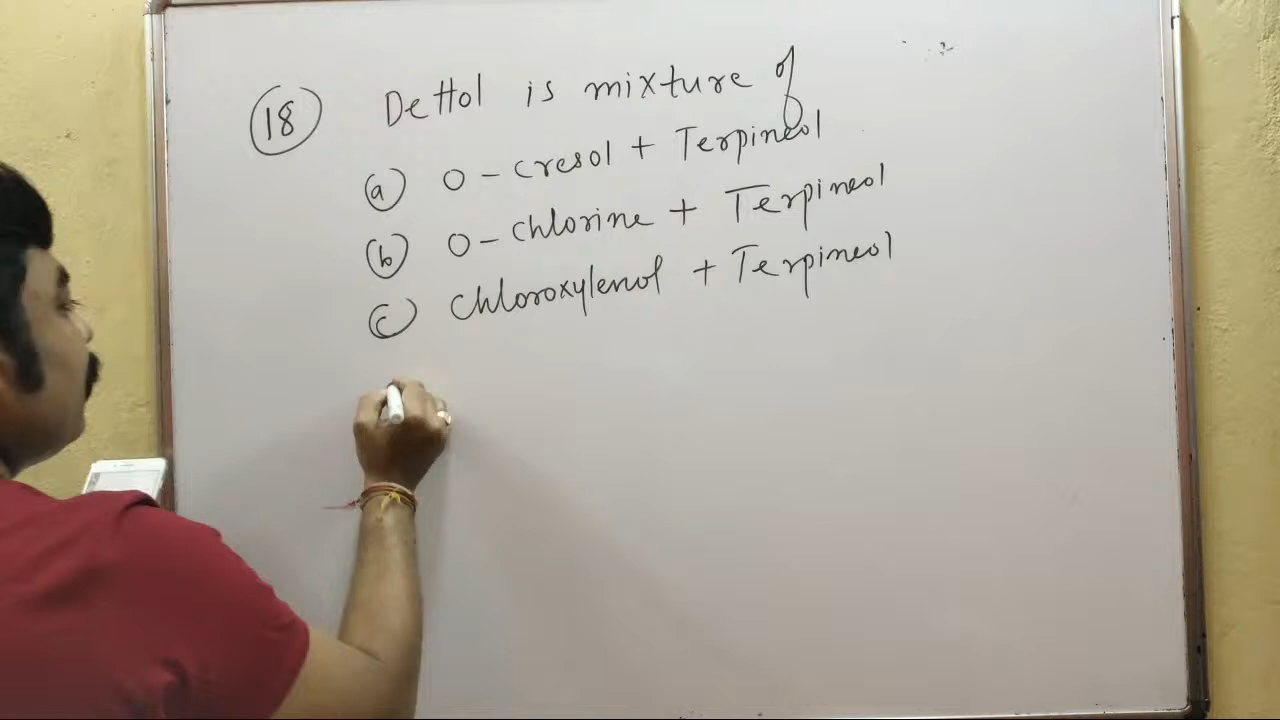 18 Dettol is mixture of
a O-cresol + Terpineol
b O-chlorine + Terpineol
c Chloroxylenol + Terpineol